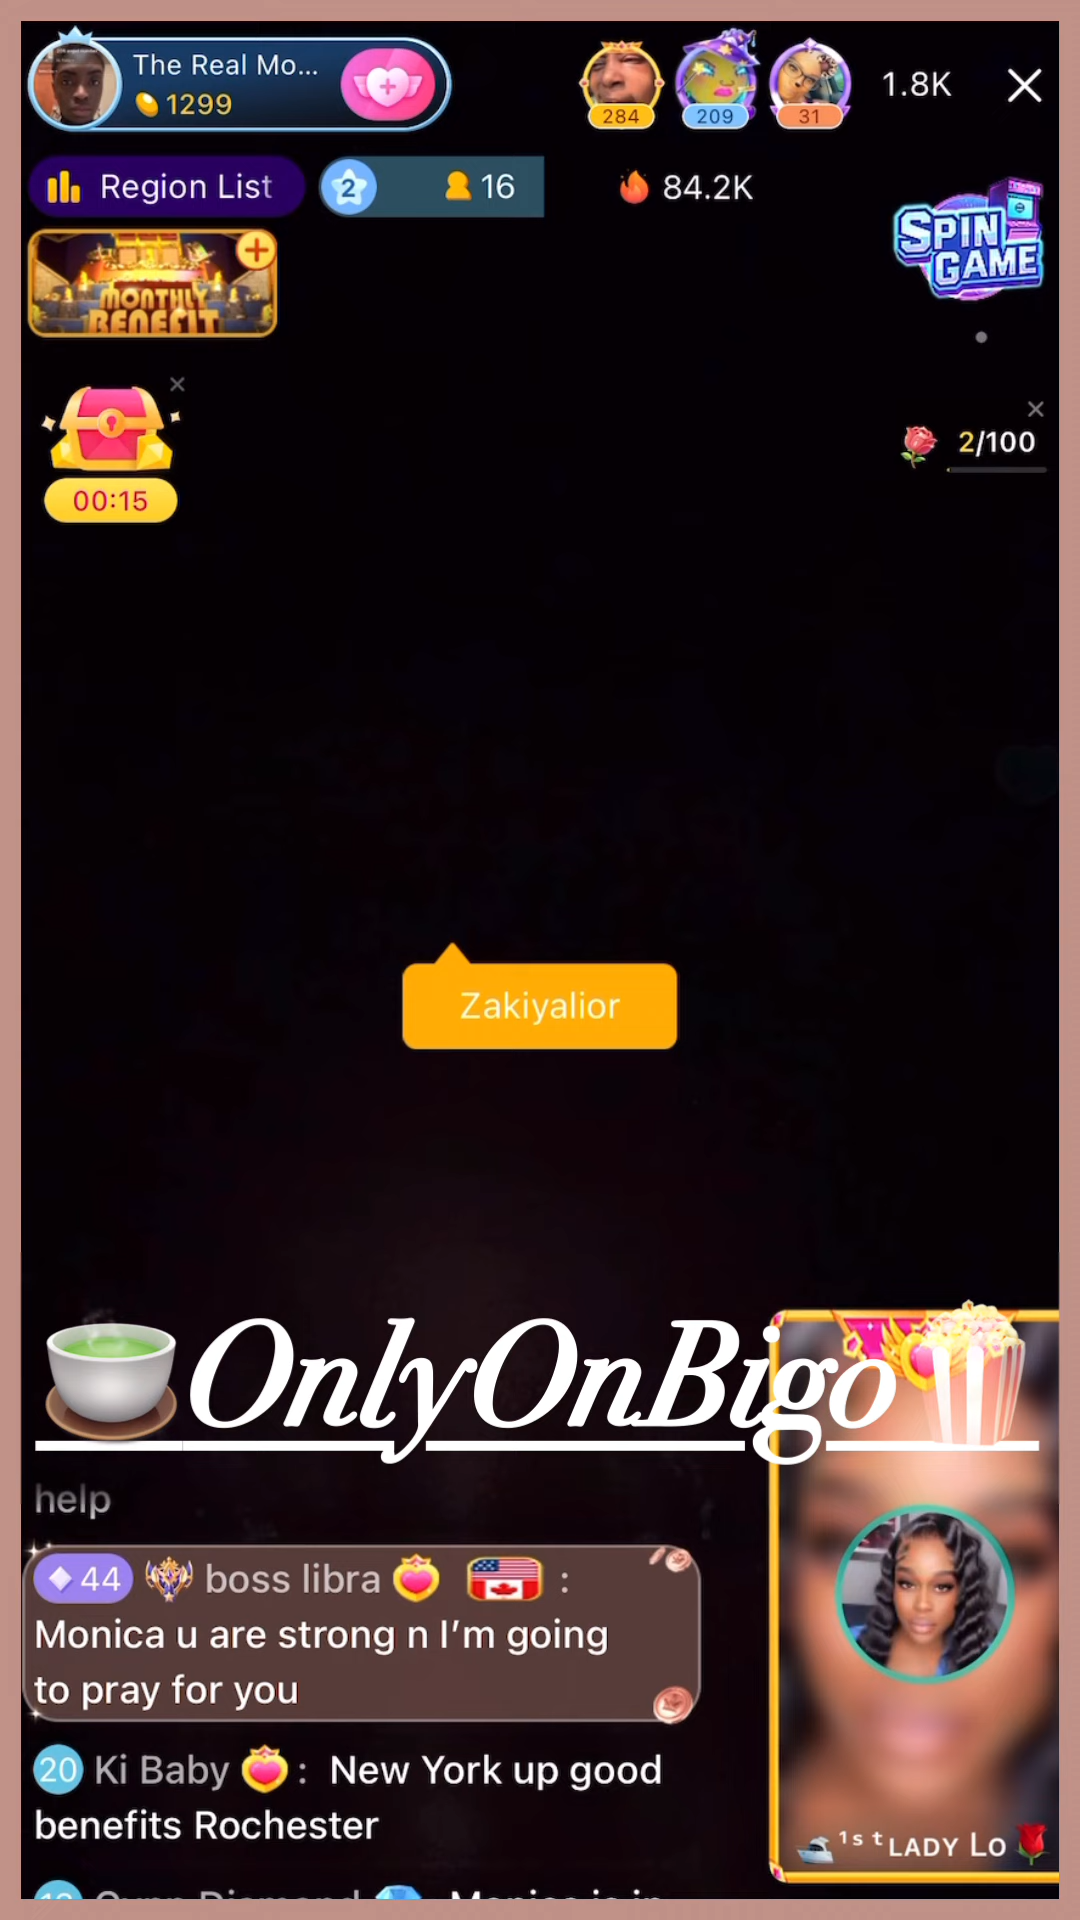 The Real Mo...
1299
284
209
31
1.8K
Region List
2
16
84.2K
SPIN
GAME
MONTHLY
BENEFIT
00:15
2/100
Zakiyalior
🍵OnlyOnBigo🍿
help
44 boss libra :
Monica u are strong n I'm going
to pray for you
20 Ki Baby : New York up good
benefits Rochester
1st LADY LO